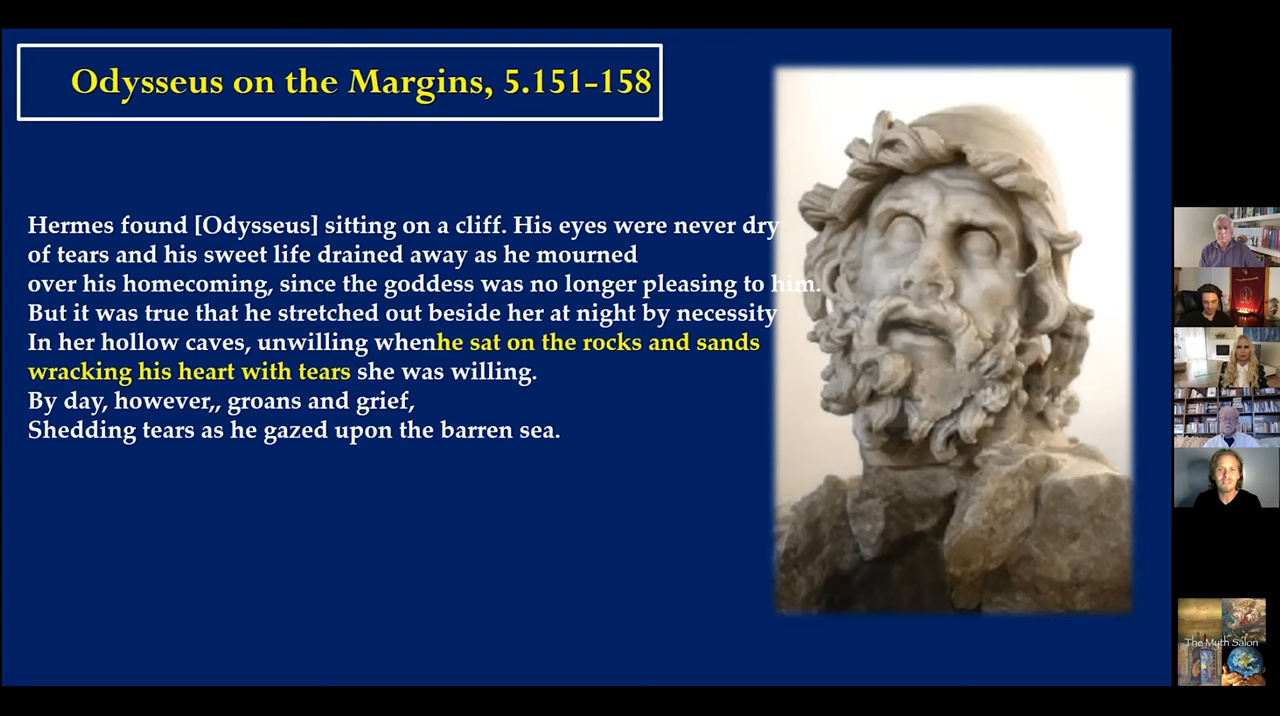 Odysseus on the Margins, 5.151-158
Hermes found [Odysseus] sitting on a cliff. His eyes were never dry
of tears and his sweet life drained away as he mourned
over his homecoming, since the goddess was no longer pleasing to him.
But it was true that he stretched out beside her at night by necessity
In her hollow caves, unwilling whenhe sat on the rocks and sands
wracking his heart with tears she was willing.
By day, however,, groans and grief,
Shedding tears as he gazed upon the barren sea.
The Myth Salon